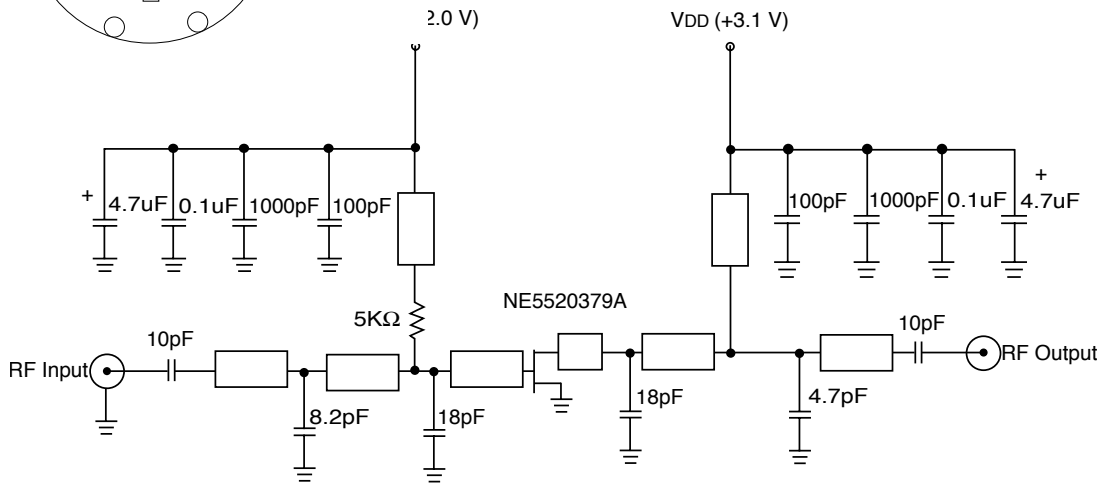 2.0 V)
VDD (+3.1 V)
+
4.7uF 0.1uF 1000pF 100pF
100pF 1000pF 0.1uF 4.7uF
+
NE5520379A
5KΩ
10pF
10pF
RF Input
RF Output
8.2pF
18pF
18pF
4.7pF